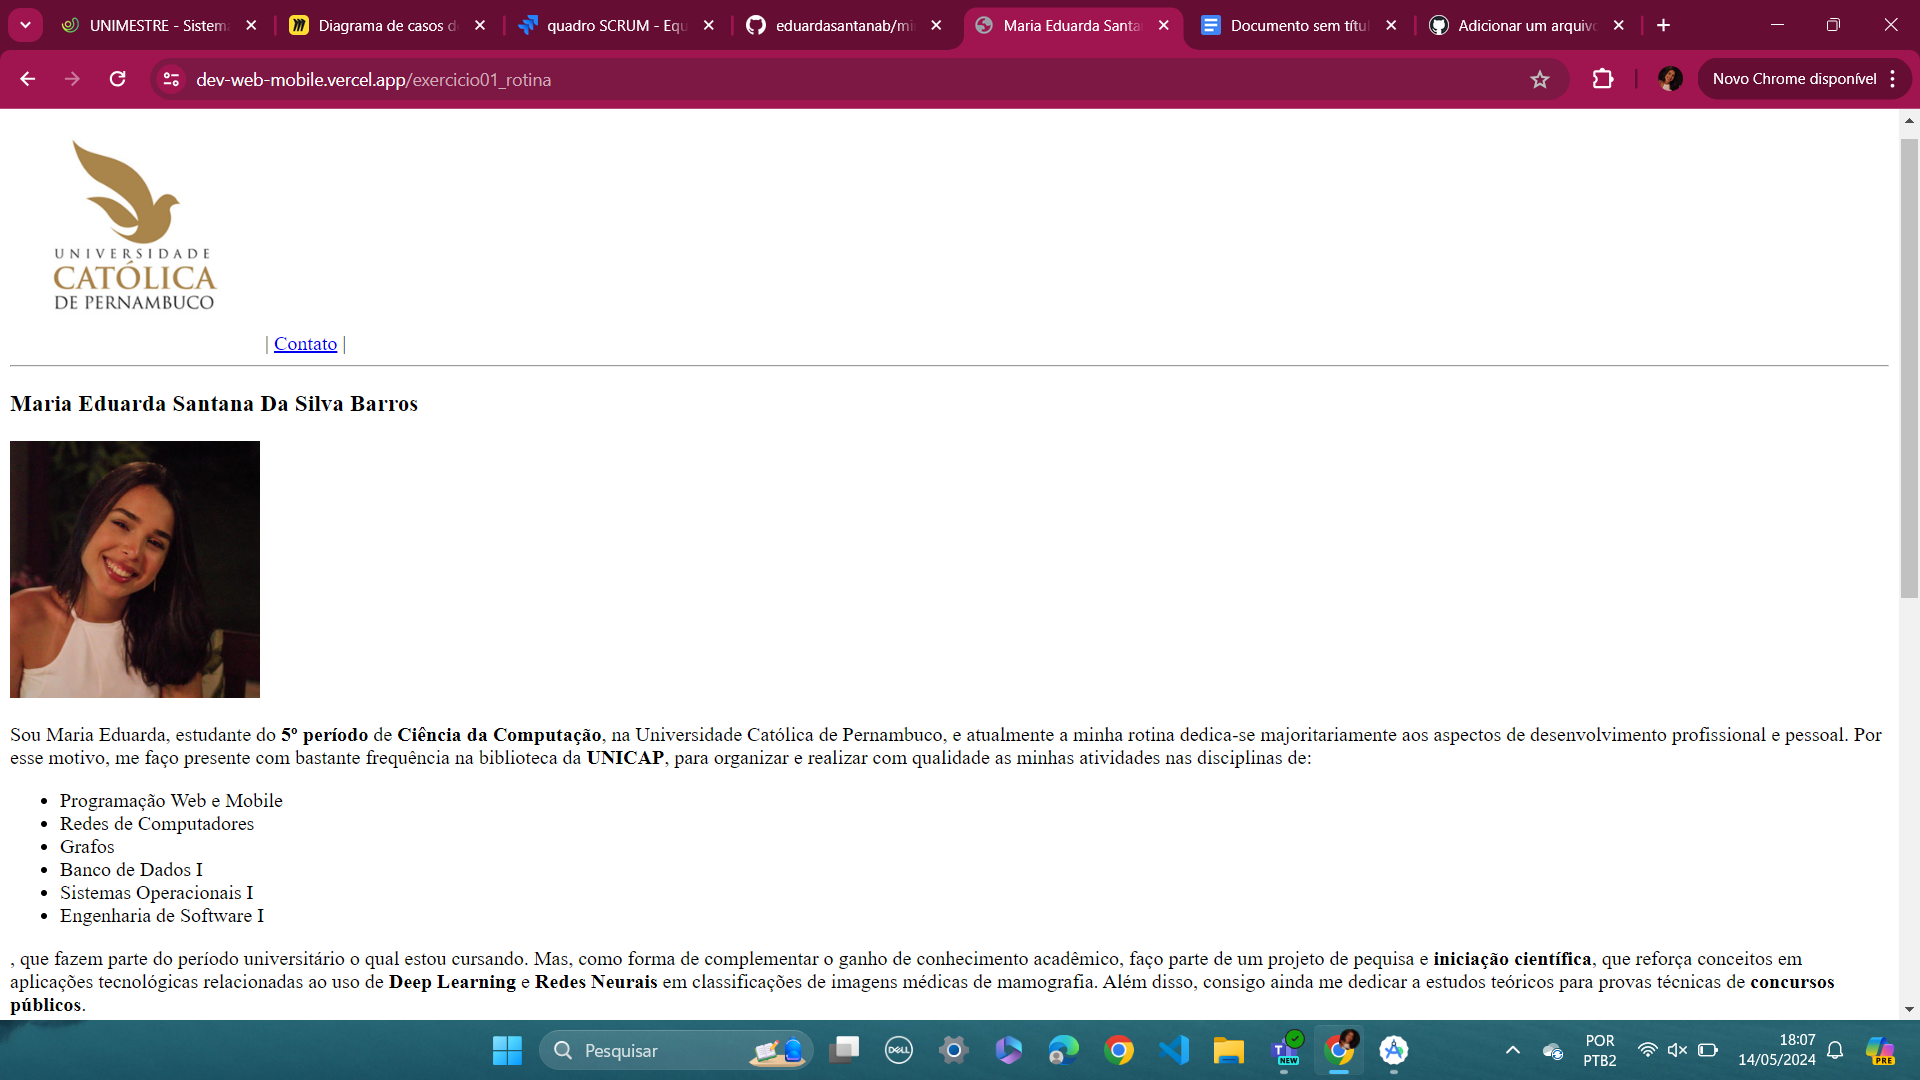 UNIMESTRE - Sistema
Diagrama de casos d
quadro SCRUM - Equ
eduardasantanab/mi
Maria Eduarda Santa
Documento sem títul
Adicionar um arquivo
dev-web-mobile.vercel.app/exercicio01_rotina
Novo Chrome disponível
UNIVERSIDADE
CATÓLICA
DE PERNAMBUCO
| Contato |
Maria Eduarda Santana Da Silva Barros
Sou Maria Eduarda, estudante do 5º período de Ciência da Computação, na Universidade Católica de Pernambuco, e atualmente a minha rotina dedica-se majoritariamente aos aspectos de desenvolvimento profissional e pessoal. Por
esse motivo, me faço presente com bastante frequência na biblioteca da UNICAP, para organizar e realizar com qualidade as minhas atividades nas disciplinas de:
• Programação Web e Mobile
• Redes de Computadores
• Grafos
• Banco de Dados I
• Sistemas Operacionais I
• Engenharia de Software I
, que fazem parte do período universitário o qual estou cursando. Mas, como forma de complementar o ganho de conhecimento acadêmico, faço parte de um projeto de pequisa e iniciação científica, que reforça conceitos em
aplicações tecnológicas relacionadas ao uso de Deep Learning e Redes Neurais em classificações de imagens médicas de mamografia. Além disso, consigo ainda me dedicar a estudos teóricos para provas técnicas de concursos
públicos.
Pesquisar
DELL
NEW
POR
PTB2
18:07
14/05/2024
PRE